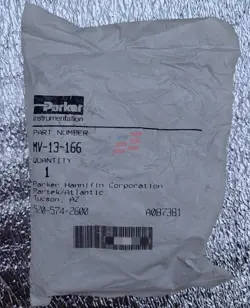 Parker
Instrumentation
PART NUMBER
MV-13-166
QUANTITY
1
Parker Hannifin Corporation
Partek/Atlantic
Tucson, AZ
520-574-2600 A087381